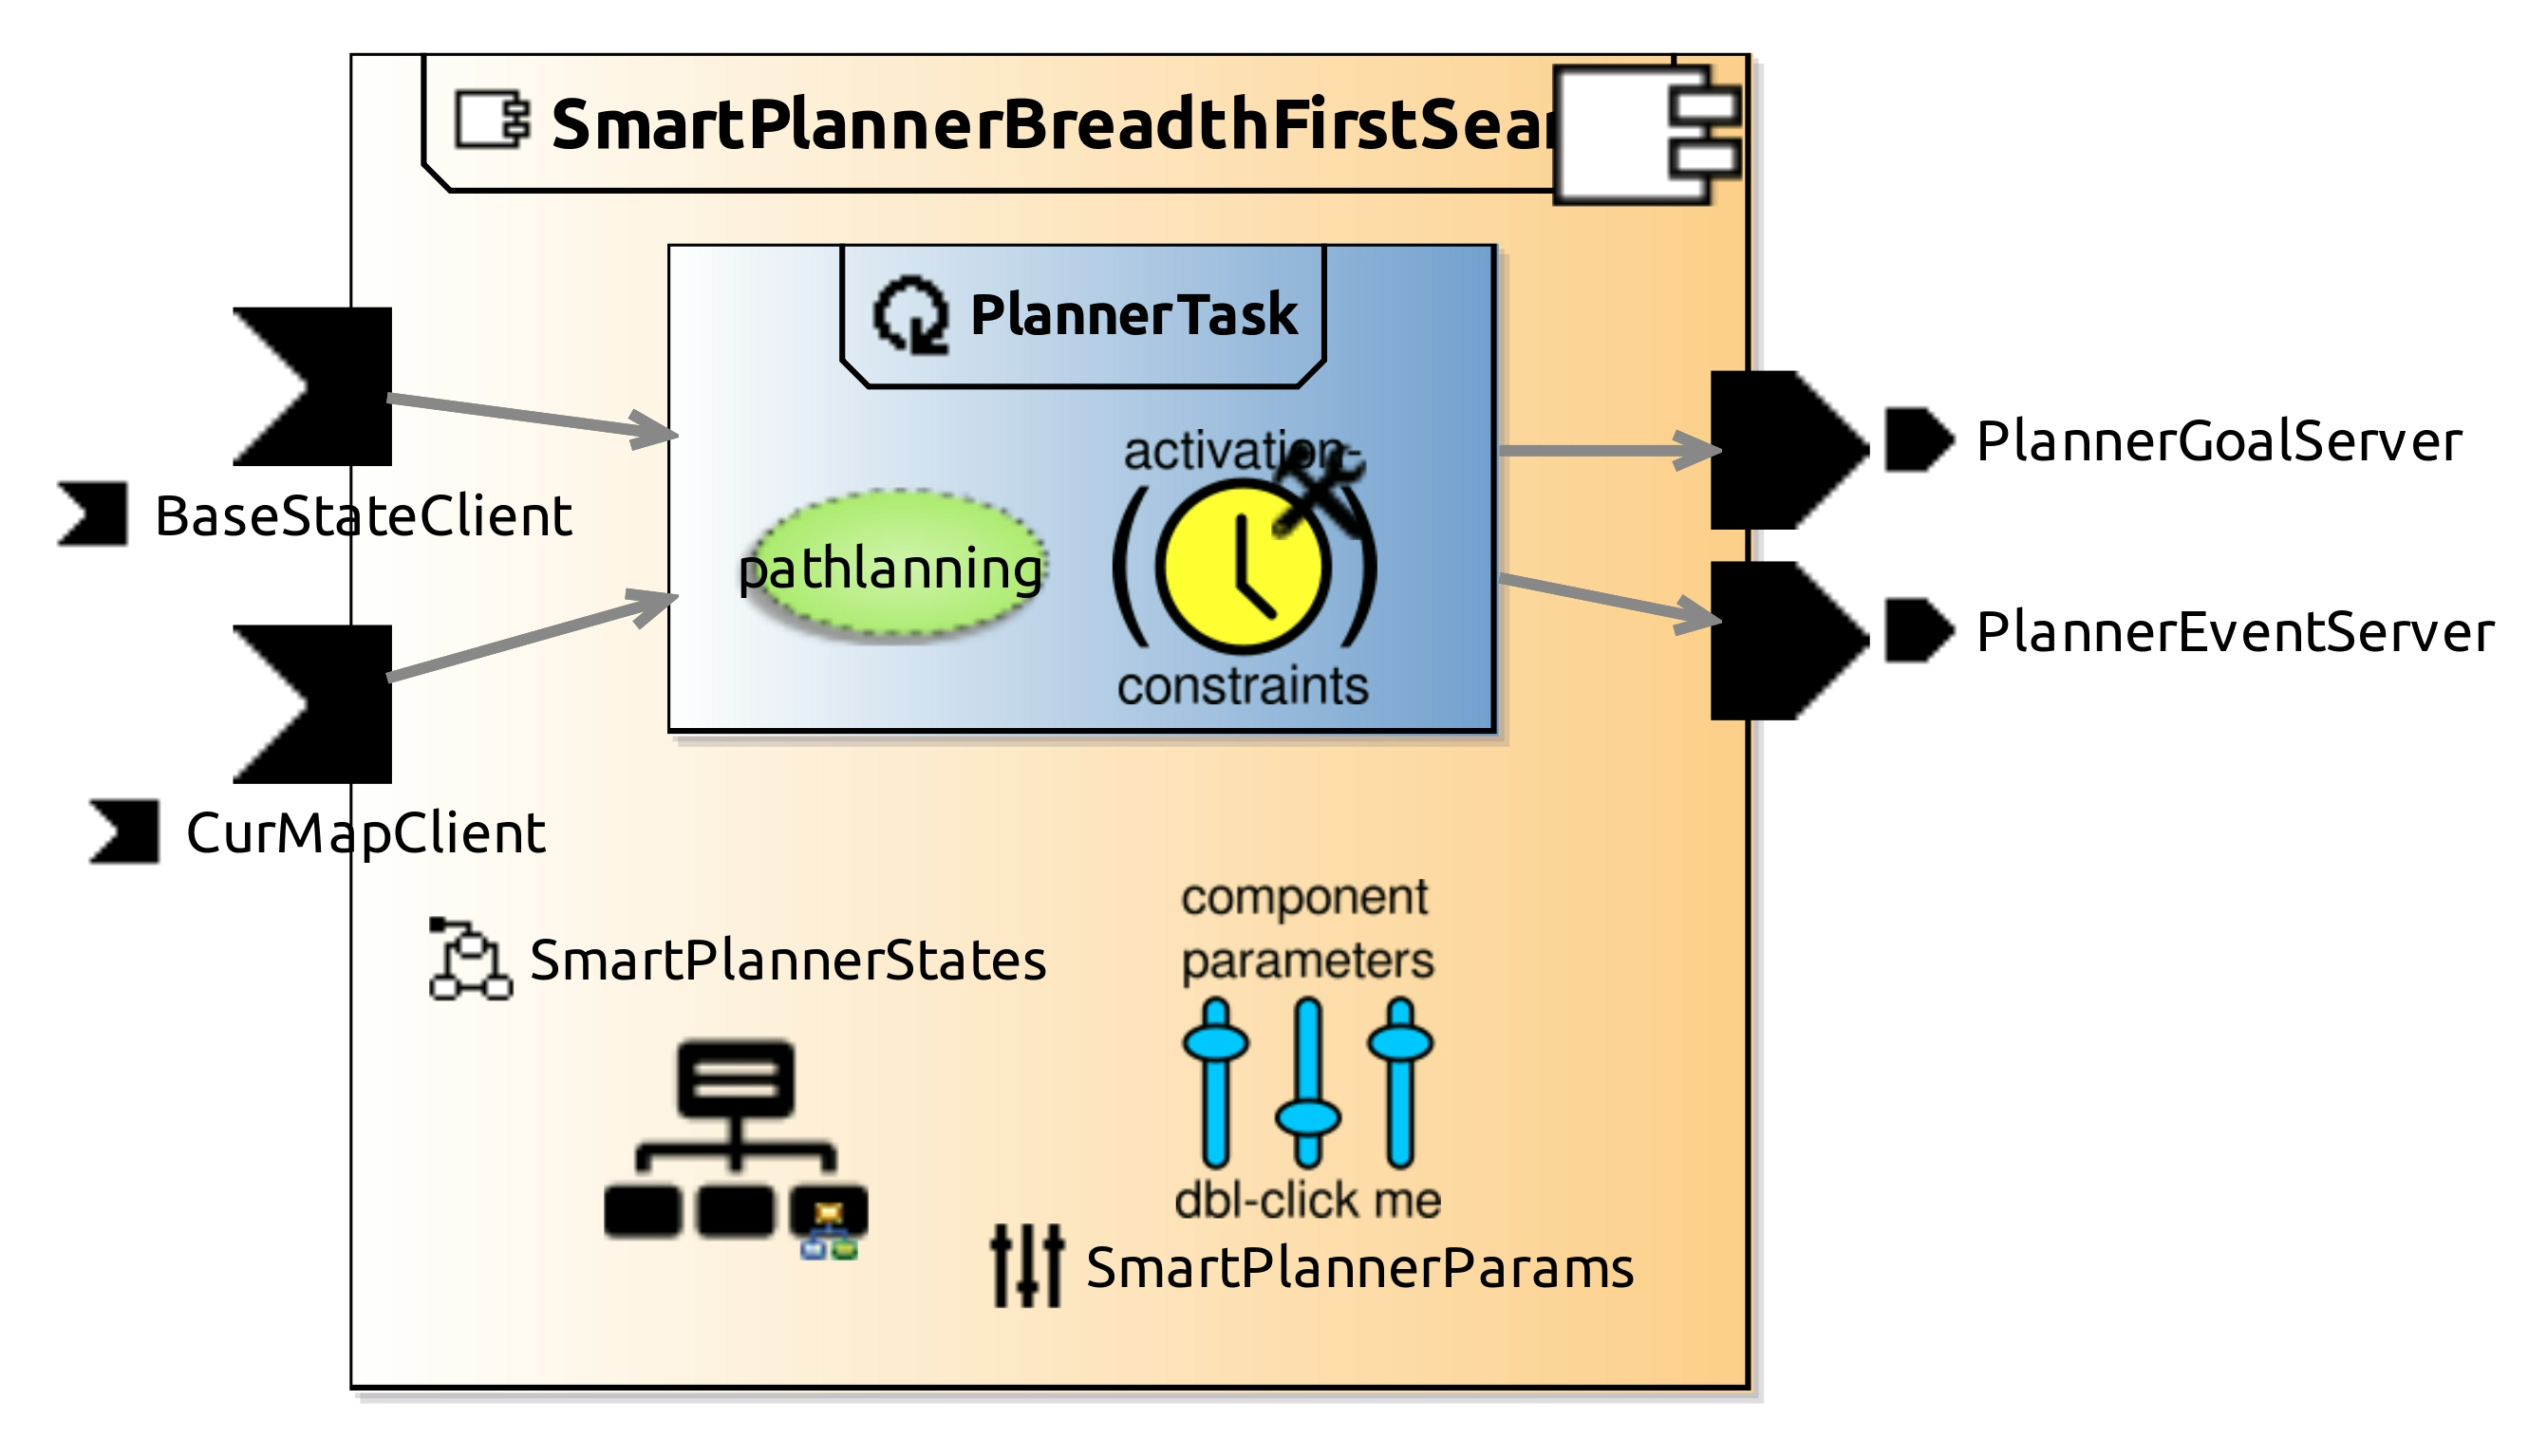 SmartPlannerBreadthFirstSear
PlannerTask
activation-
pathlanning
constraints
BaseStateClient
PlannerGoalServer
PlannerEventServer
CurMapClient
SmartPlannerStates
component
parameters
dbl-click me
SmartPlannerParams